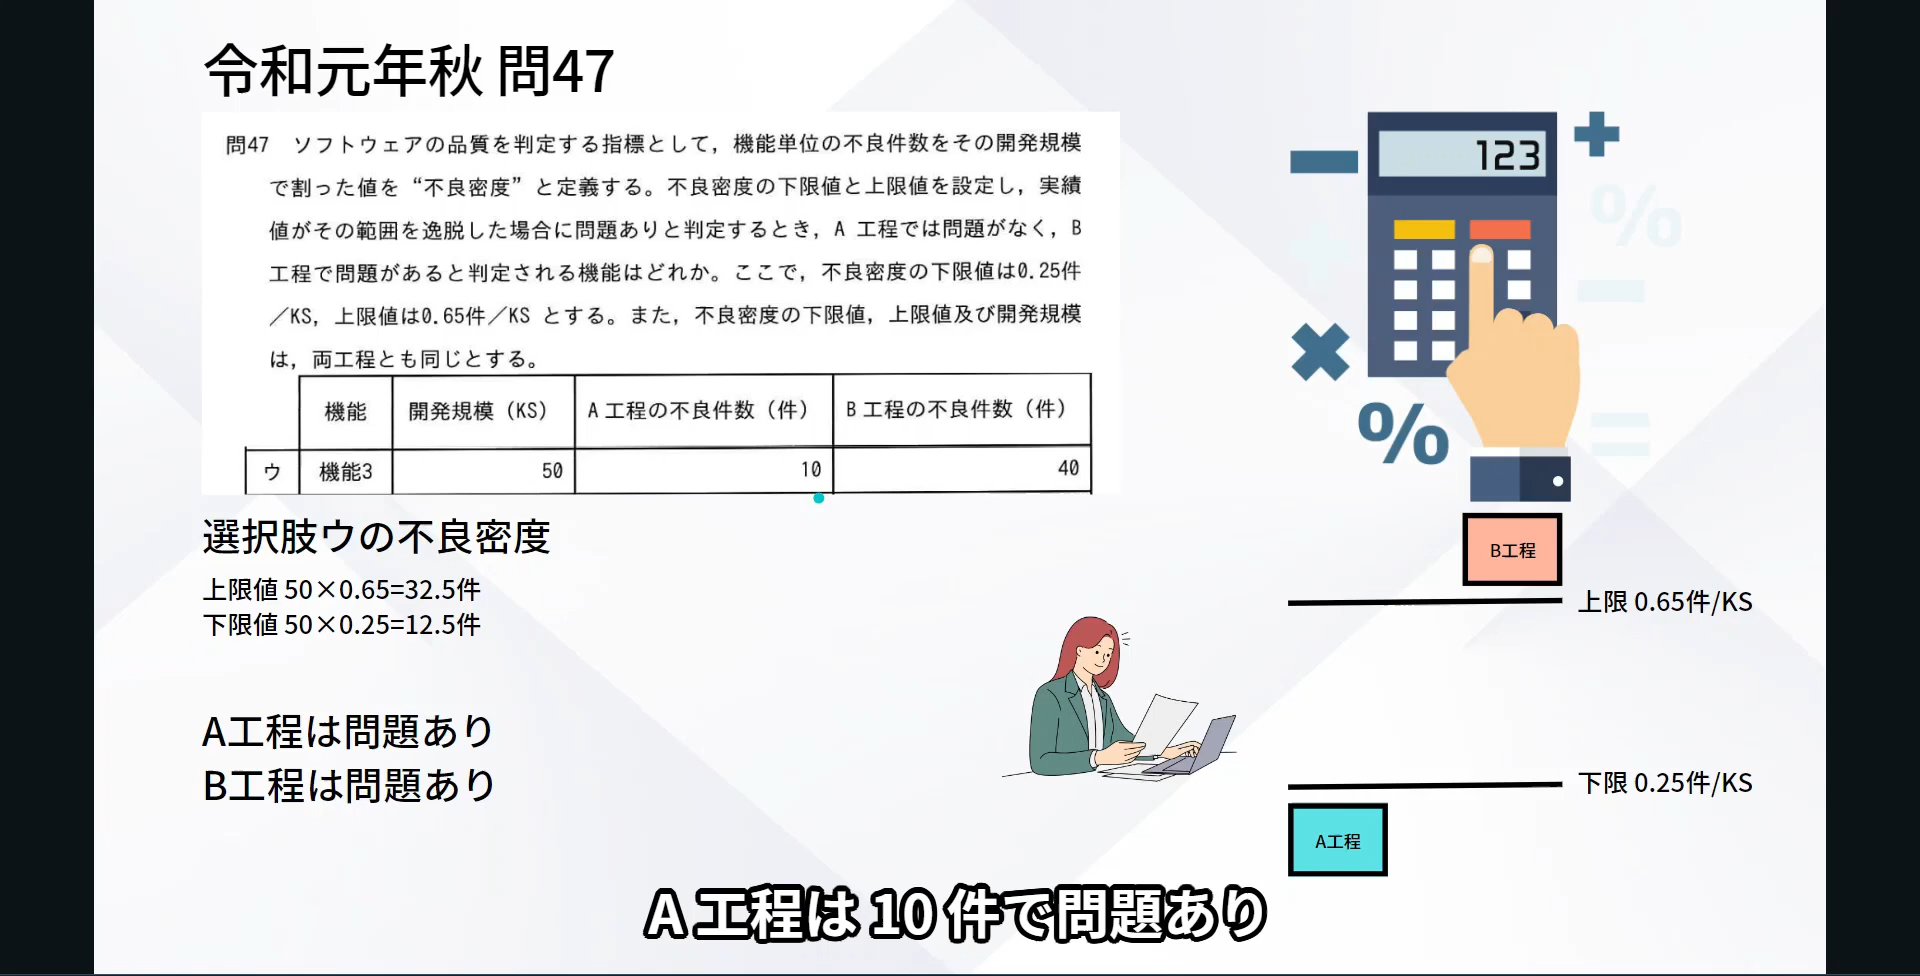 令和元年秋 問47
問47 ソフトウェアの品質を判定する指標として，機能単位の不良件数をその開発規模
で割った値を“不良密度”と定義する。不良密度の下限値と上限値を設定し，実績
値がその範囲を逸脱した場合に問題ありと判定するとき，A 工程では問題がなく，B
工程で問題があると判定される機能はどれか。ここで，不良密度の下限値は0.25件
／KS，上限値は0.65件／KS とする。また，不良密度の下限値，上限値及び開発規模
は，両工程とも同じとする。
機能 開発規模（KS） A 工程の不良件数（件） B 工程の不良件数（件）
ウ 機能3 50 10 40
選択肢ウの不良密度
上限値 50×0.65=32.5件
下限値 50×0.25=12.5件
A工程は問題あり
B工程は問題あり
123
%
%
B工程
上限 0.65件/KS
下限 0.25件/KS
A工程
A 工程は 10 件で問題あり